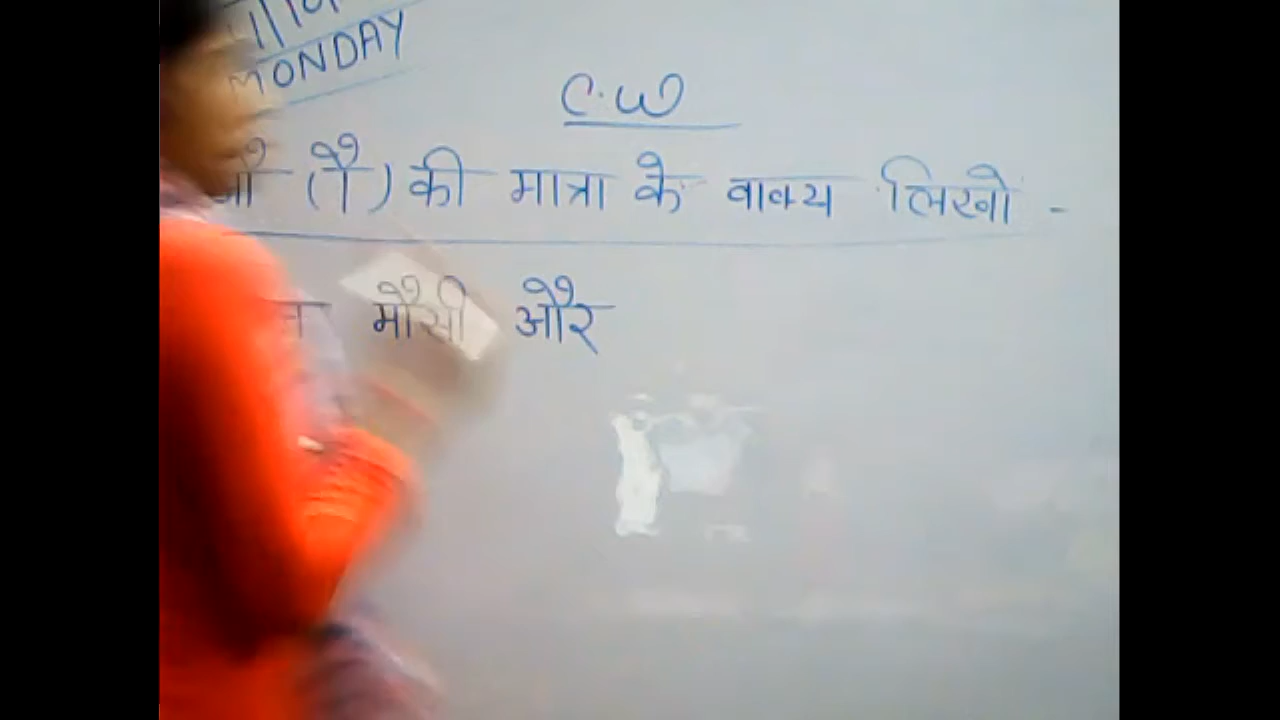 MONDAY
C.W
(ौ) की मात्रा के वाक्य लिखो -
मौसी और